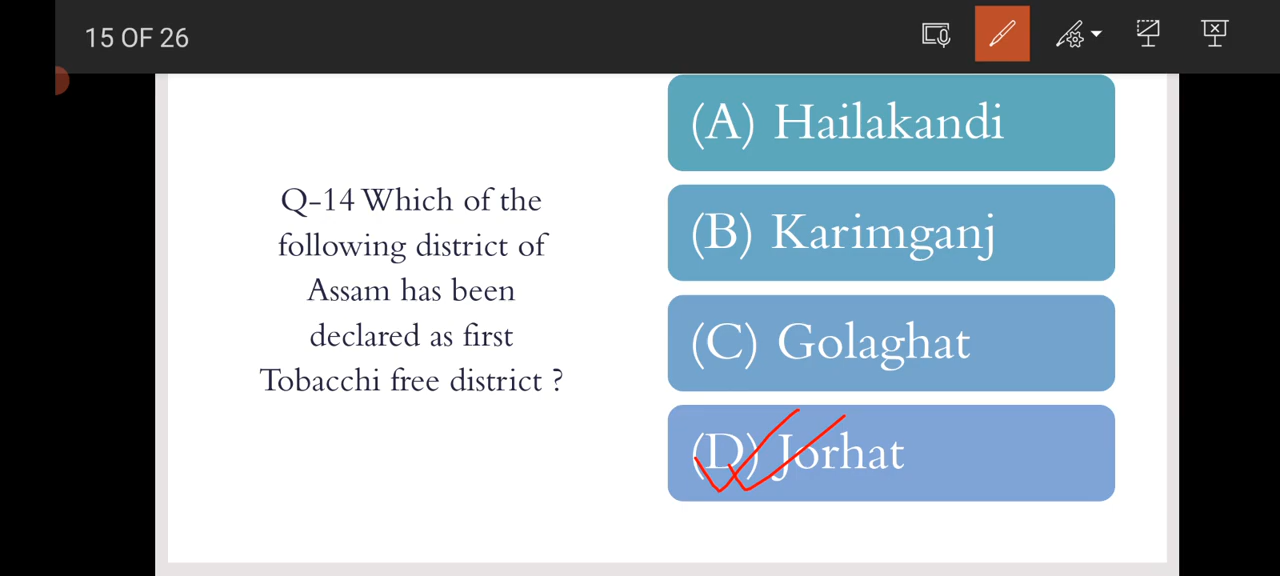 15 OF 26
Q-14 Which of the
following district of
Assam has been
declared as first
Tobacchi free district ?
(A) Hailakandi
(B) Karimganj
(C) Golaghat
(D) Jorhat